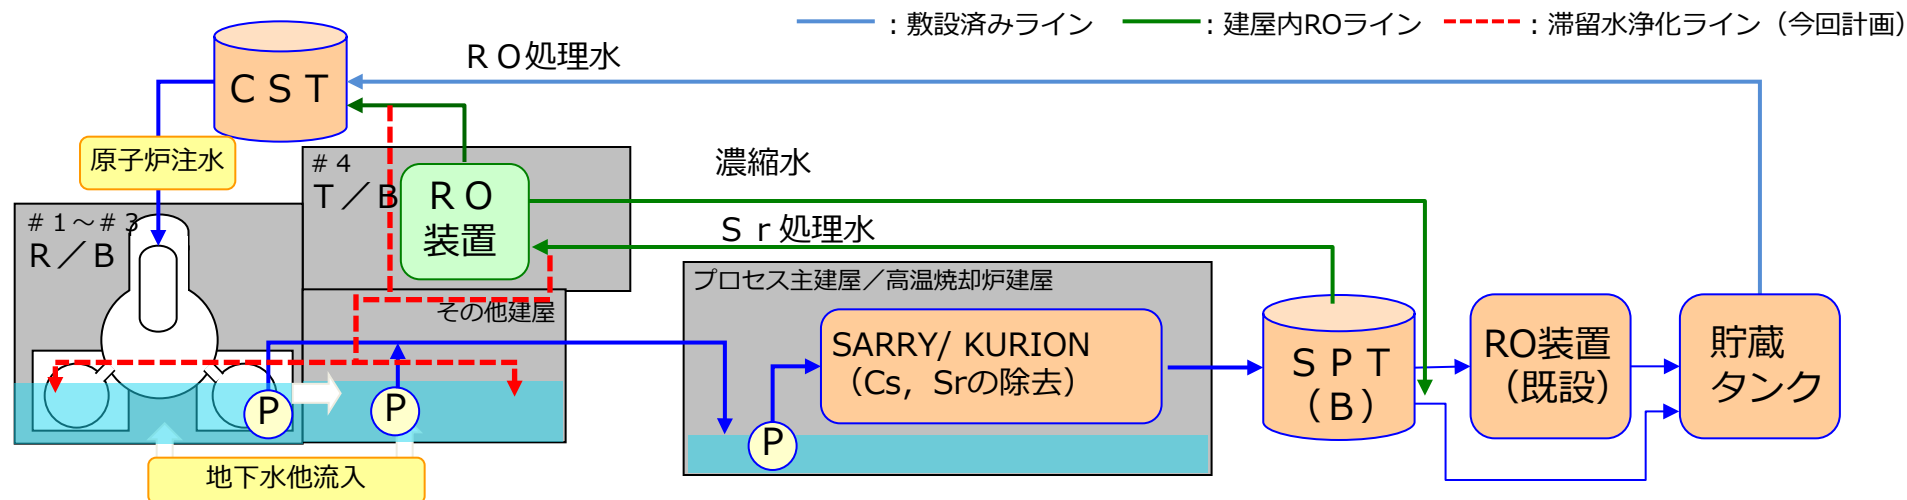 ：敷設済みライン
：建屋内ROライン
：滞留水浄化ライン（今回計画）
ＲＯ処理水
ＣＳＴ
原子炉注水
＃４
Ｔ／Ｂ
ＲＯ
装置
濃縮水
Ｓｒ処理水
＃１～＃３
Ｒ／Ｂ
その他建屋
プロセス主建屋／高温焼却炉建屋
SARRY/ KURION
（Cs，Srの除去）
ＳＰＴ
（Ｂ）
RO装置
（既設）
貯蔵
タンク
P
P
P
地下水他流入